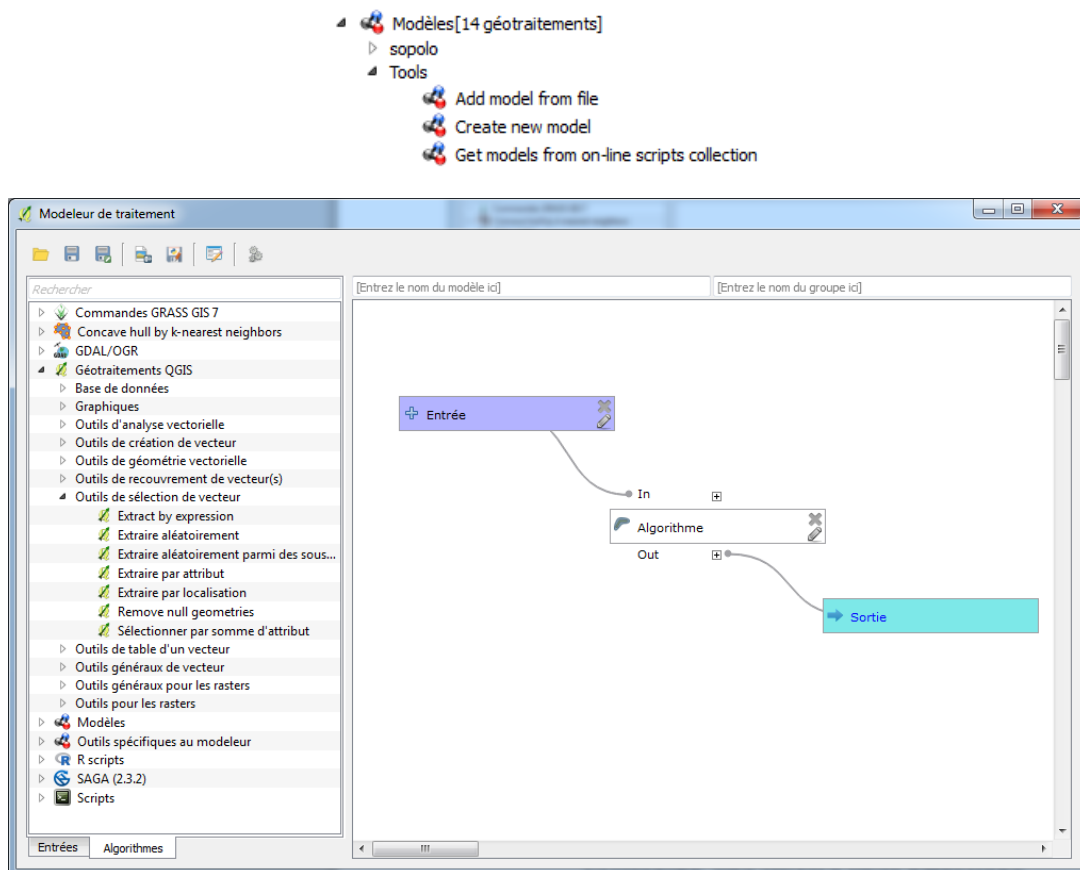 Modèles[14 géotraitements]
sopolo
Tools
Add model from file
Create new model
Get models from on-line scripts collection
Modeleur de traitement
Rechercher
[Entrez le nom du modèle ici]
[Entrez le nom du groupe ici]
Commandes GRASS GIS 7
Concave hull by k-nearest neighbors
GDAL/OGR
Géotraitements QGIS
Base de données
Graphiques
Outils d'analyse vectorielle
Outils de création de vecteur
Outils de géométrie vectorielle
Outils de recouvrement de vecteur(s)
Outils de sélection de vecteur
Extract by expression
Extraire aléatoirement
Extraire aléatoirement parmi des sous...
Extraire par attribut
Extraire par localisation
Remove null geometries
Sélectionner par somme d'attribut
Outils de table d'un vecteur
Outils généraux de vecteur
Outils généraux pour les rasters
Outils pour les rasters
Modèles
Outils spécifiques au modeleur
R scripts
SAGA (2.3.2)
Scripts
Entrées
Algorithmes
Entrée
In
Algorithme
Out
Sortie